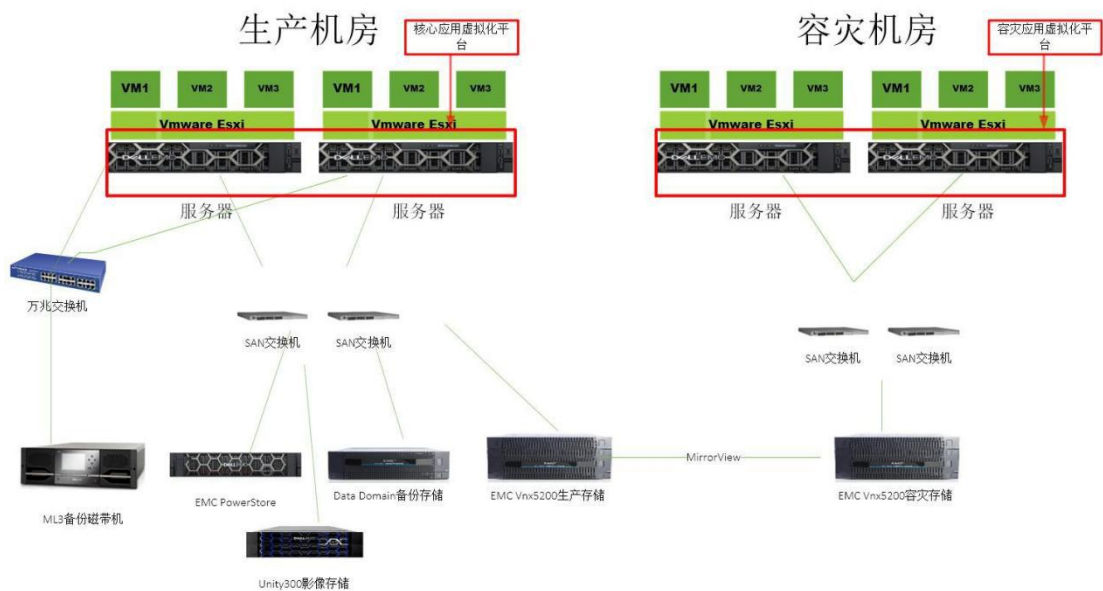 生产机房
核心应用虚拟化平
台
容灾机房
容灾应用虚拟化平
台
VM1
VM2
VM3
VM1
VM2
VM3
VM1
VM2
VM3
VM1
VM2
VM3
Vmware Esxi
Vmware Esxi
Vmware Esxi
Vmware Esxi
DELLEMC
DELLEMC
DELLEMC
DELLEMC
服务器
服务器
服务器
服务器
万兆交换机
SAN交换机
SAN交换机
SAN交换机
SAN交换机
MirrorView
EMC PowerStore
Data Domain备份存储
EMC Vnx5200生产存储
EMC Vnx5200容灾存储
ML3备份磁带机
Unity300影像存储